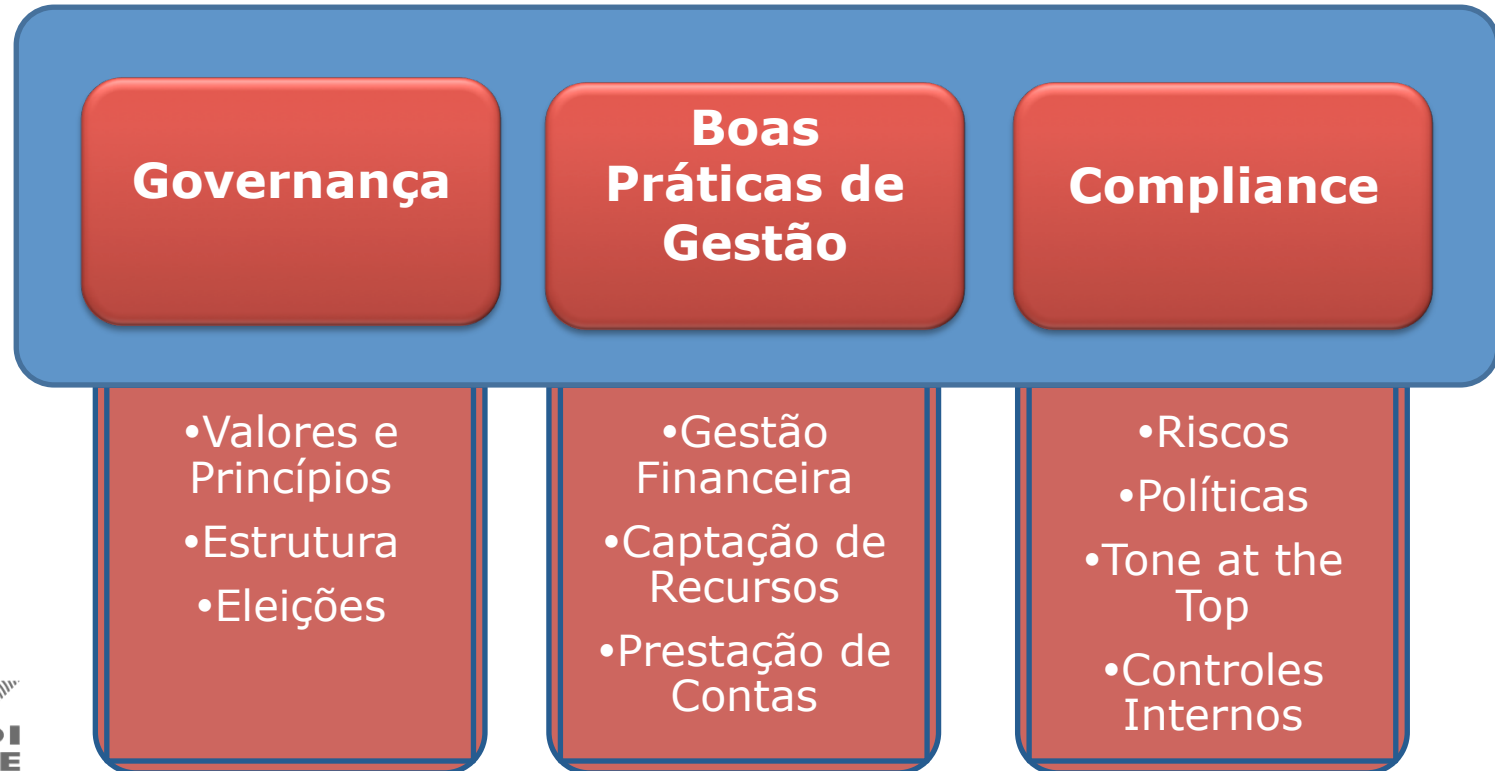 Governança
Boas
Práticas de
Gestão
Compliance
•Valores e
Princípios
•Estrutura
•Eleições
•Gestão
Financeira
•Captação de
Recursos
•Prestação de
Contas
•Riscos
•Políticas
•Tone at the
Top
•Controles
Internos